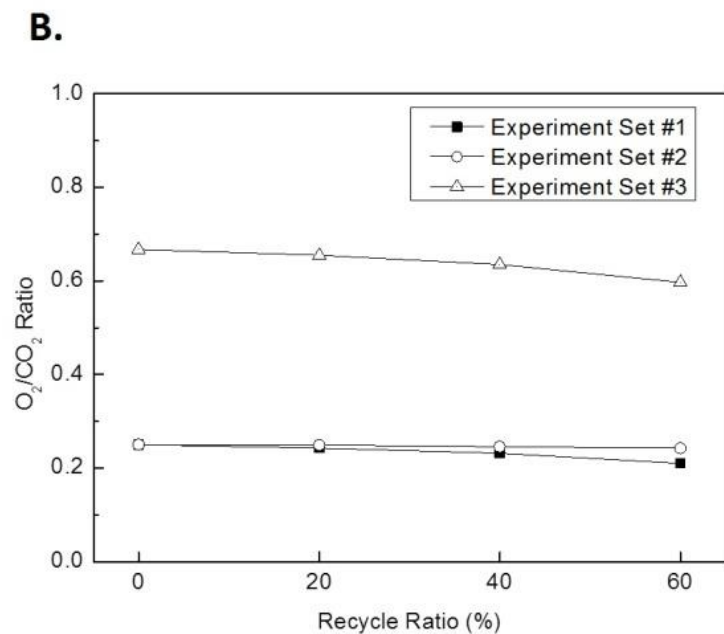 B.
1.0
0.8
0.6
0.4
0.2
0.0
O₂/CO₂ Ratio
Experiment Set #1
Experiment Set #2
Experiment Set #3
0 20 40 60
Recycle Ratio (%)